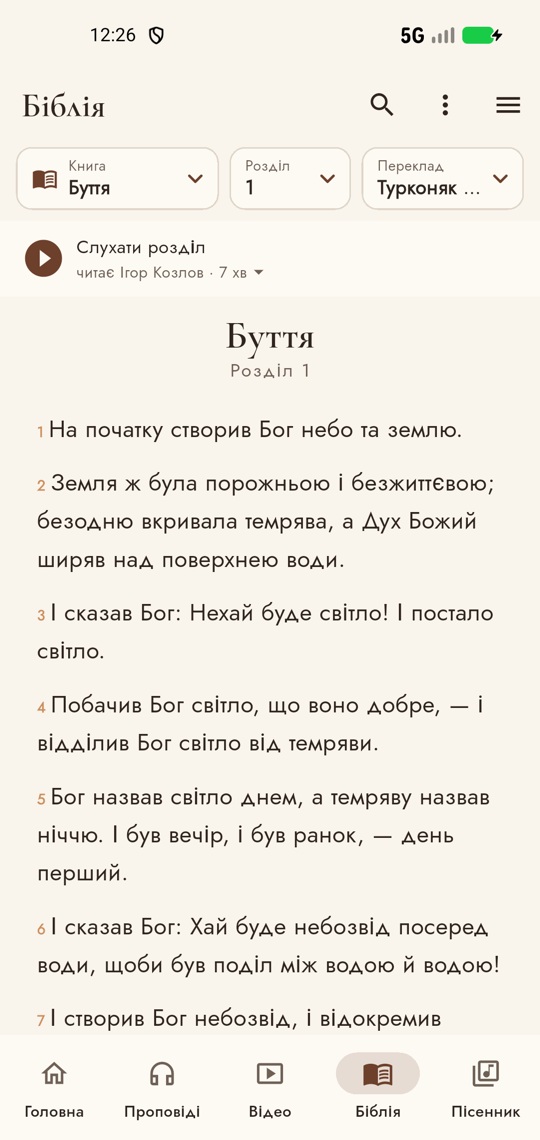 12:26
5G
Біблія
Книга
Буття
Розділ
1
Переклад
Турконяк ...
Слухати розділ
читає Ігор Козлов · 7 хв
Буття
Розділ 1
1 На початку створив Бог небо та землю.
2 Земля ж була порожньою і безжиттєвою;
безодню вкривала темрява, а Дух Божий
ширяв над поверхнею води.
3 І сказав Бог: Нехай буде світло! І постало
світло.
4 Побачив Бог світло, що воно добре, — і
відділив Бог світло від темряви.
5 Бог назвав світло днем, а темряву назвав
ніччю. І був вечір, і був ранок, — день
перший.
6 І сказав Бог: Хай буде небозвід посеред
води, щоби був поділ між водою й водою!
7 І створив Бог небозвід, і відокремив
Головна
Проповіді
Відео
Біблія
Пісенник